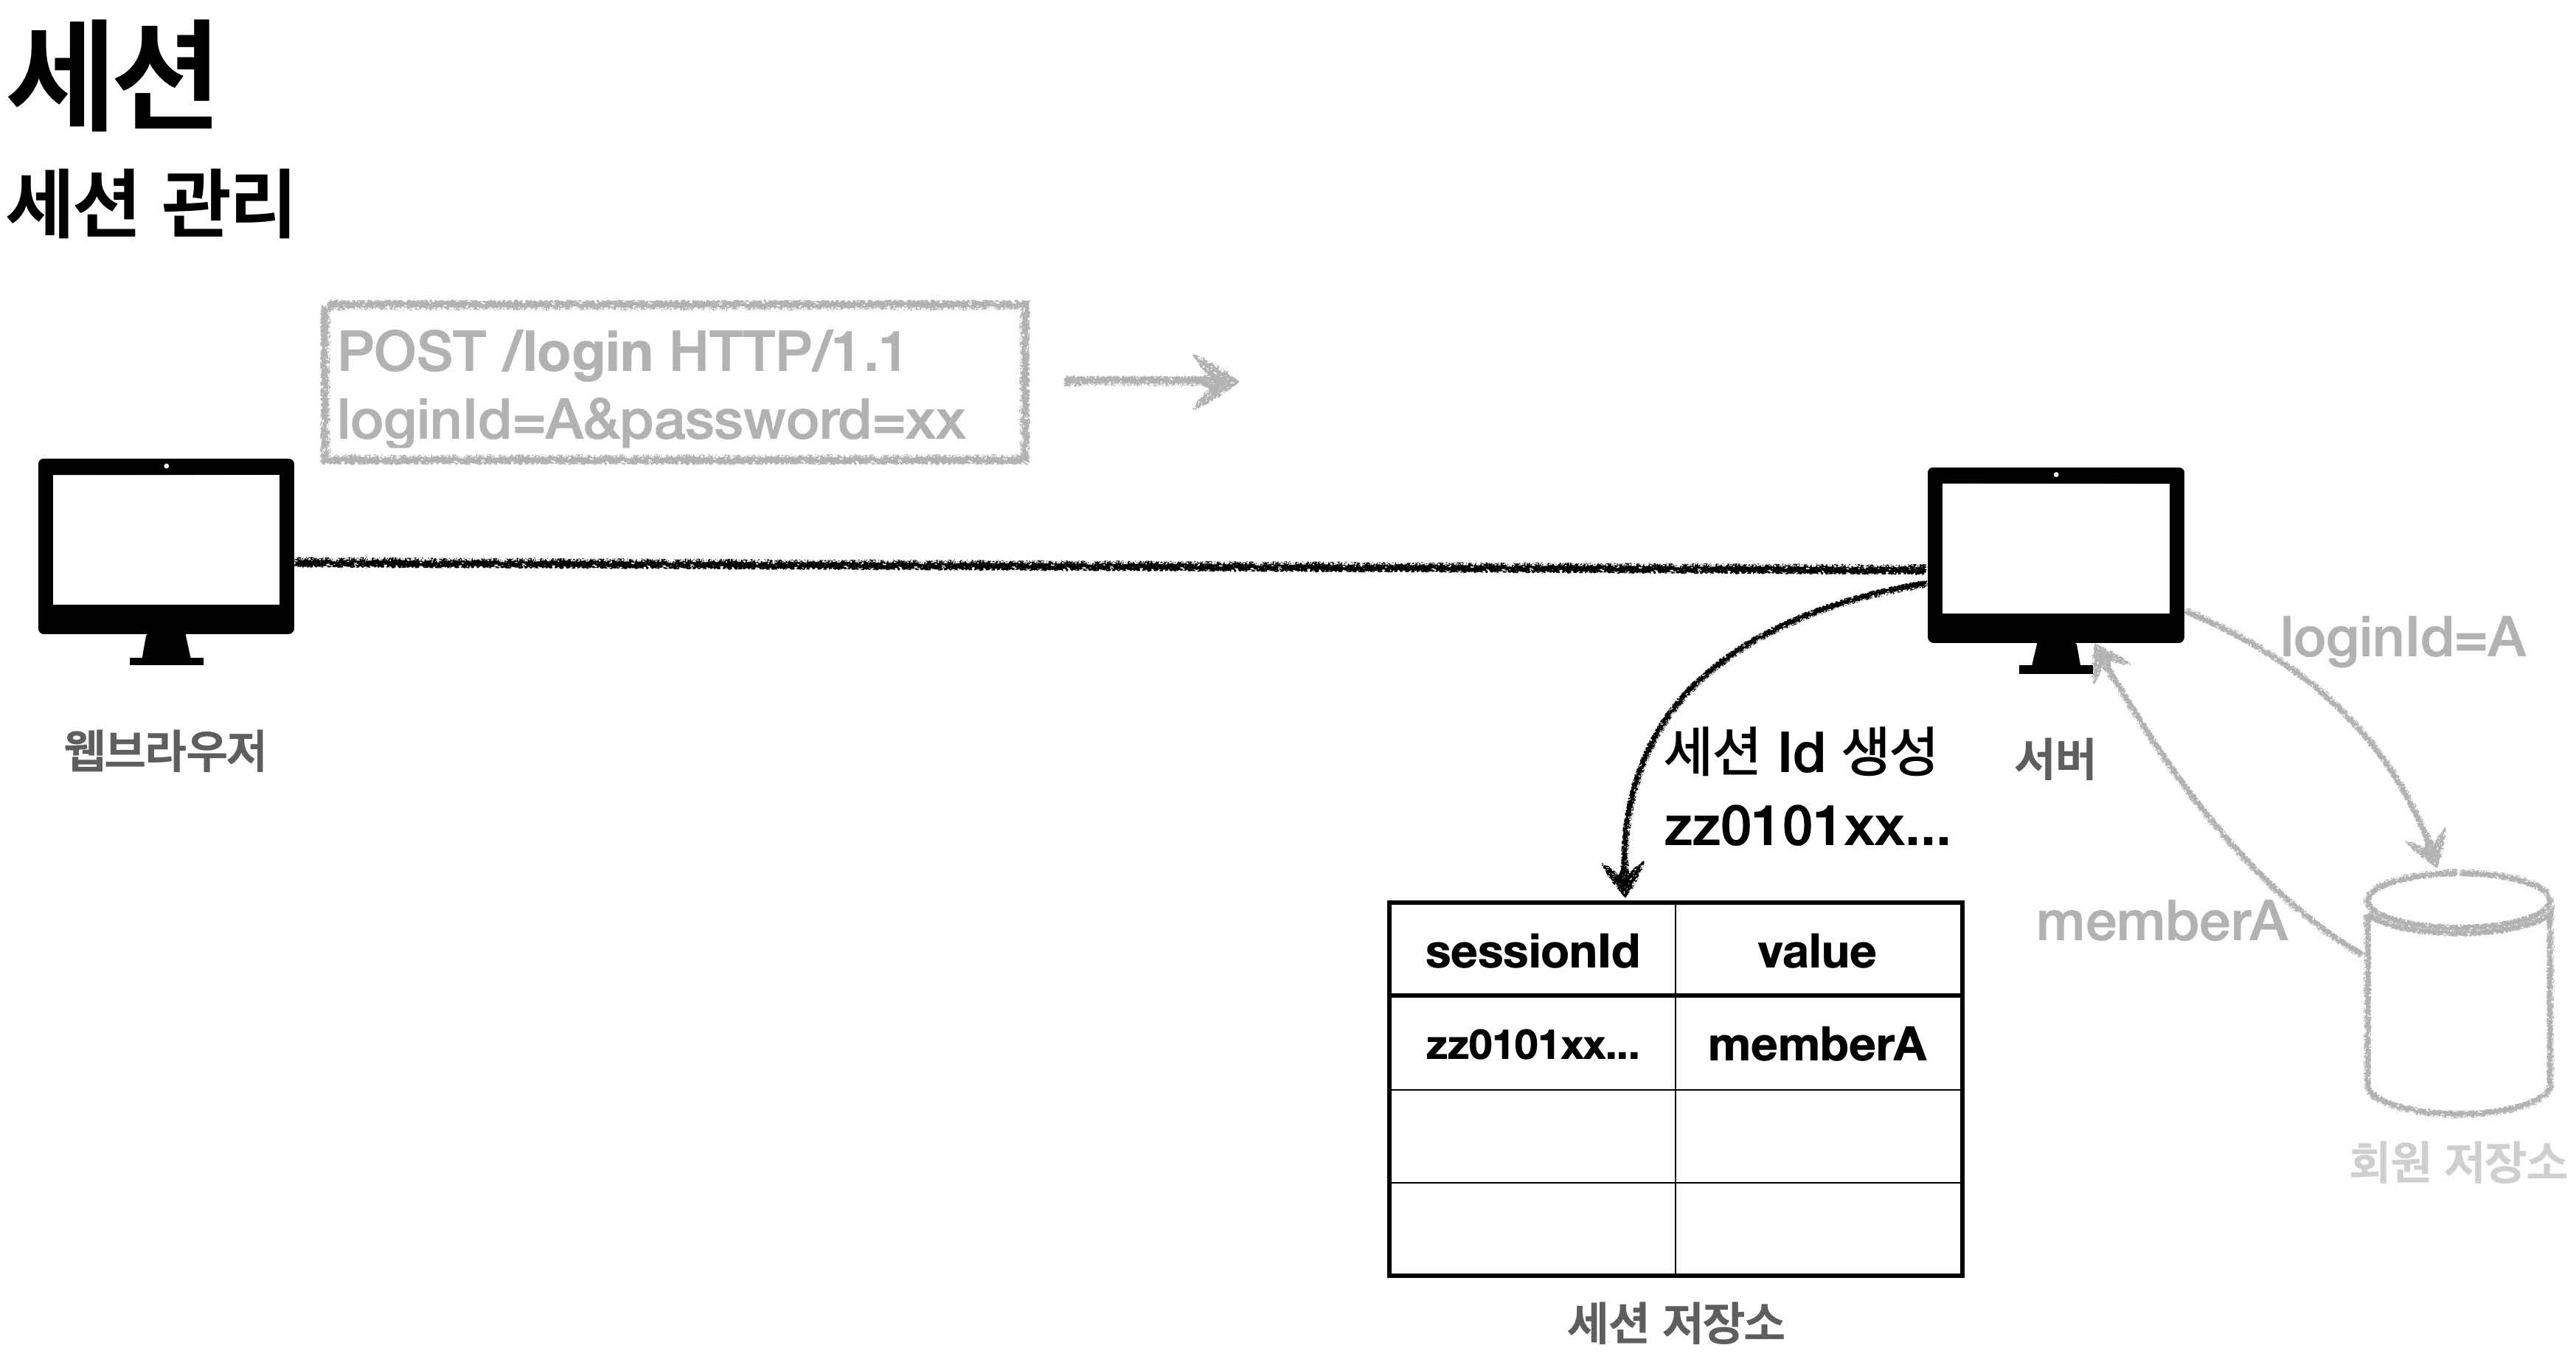 세션
세션 관리
POST /login HTTP/1.1
loginId=A&password=xx
웹브라우저
서버
loginId=A
memberA
세션 Id 생성
zz0101xx...
sessionId value
zz0101xx... memberA
세션 저장소
회원 저장소